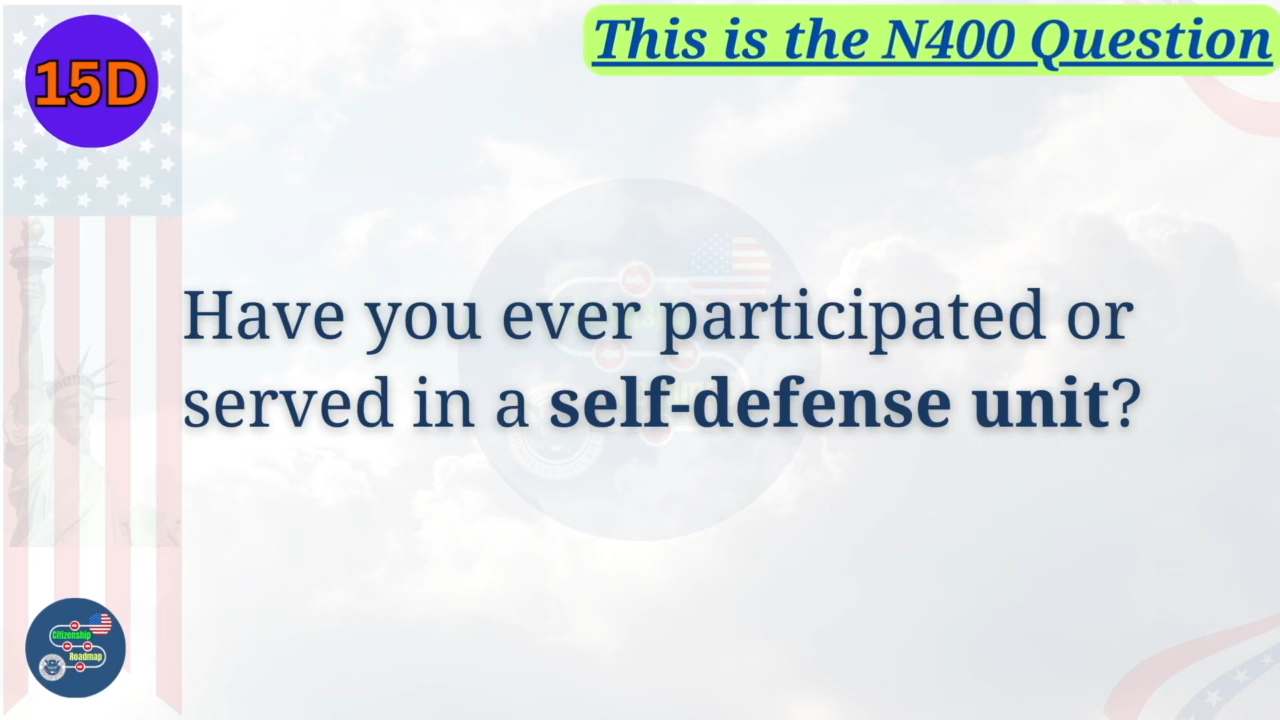 15D
This is the N400 Question
Have you ever participated or
served in a self-defense unit?
Citizenship
Roadmap